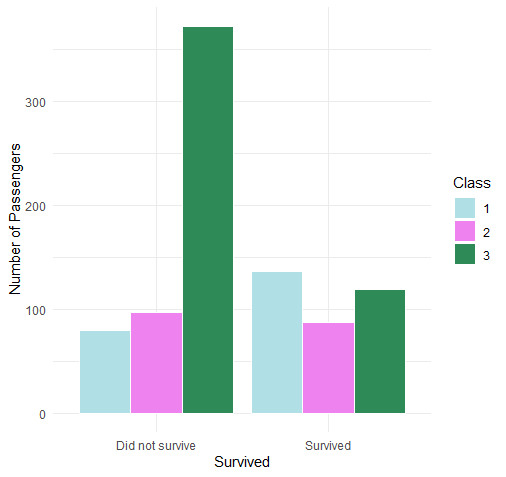 Number of Passengers
300
200
100
0
Did not survive
Survived
Survived
Class
1
2
3